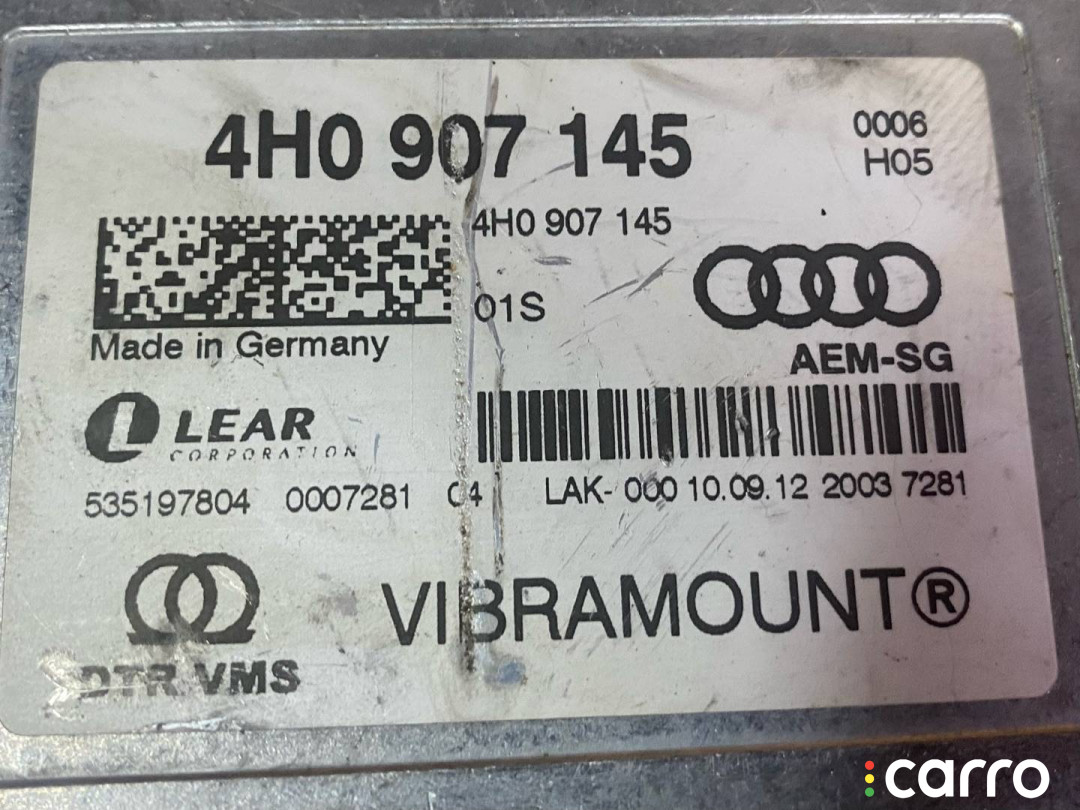 4H0 907 145
0006
H05
4H0 907 145
01S
Made in Germany
AEM-SG
LEAR
CORPORATION
535197804 0007281 04 LAK- 000 10.09.12 2003 7281
VIBRAMOUNT®
DTR VMS
carro